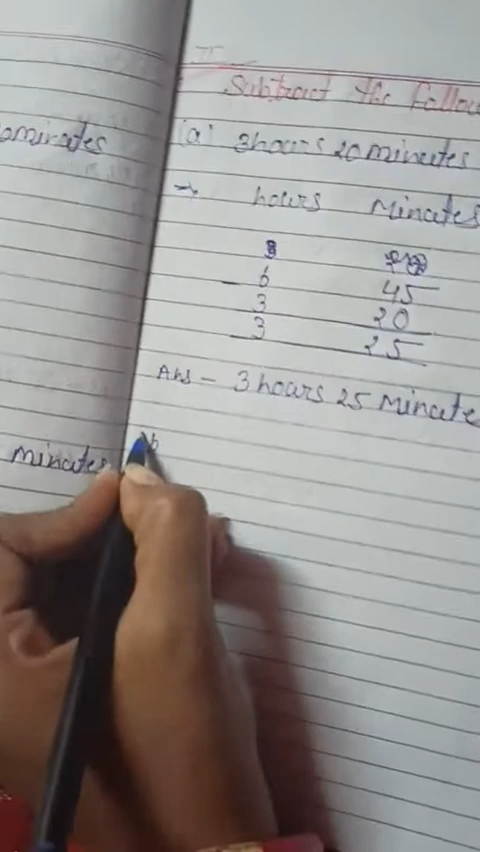 Subtract the follow
(a) 3hours 20 minutes
→ hours minutes
6 45
- 3 20
3 25
Ans - 3 hours 25 Minute
minutes
b